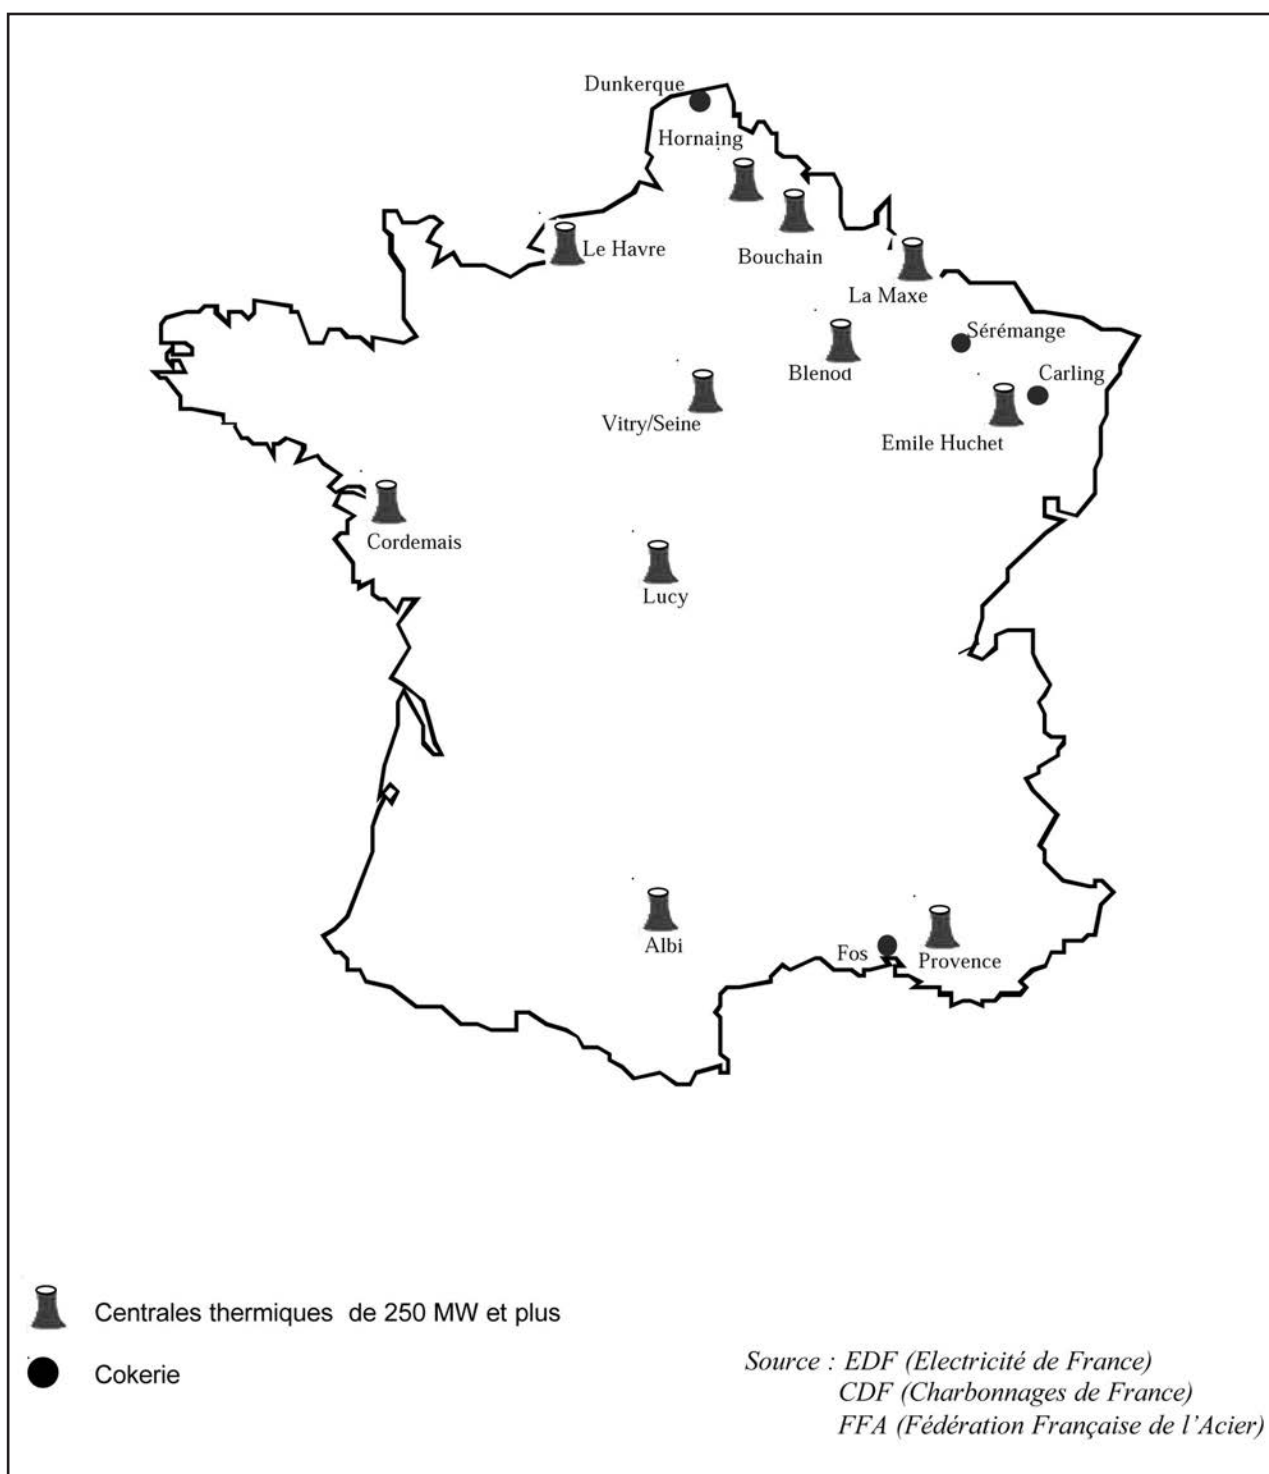 Dunkerque
Hornaing
Le Havre
Bouchain
La Maxe
Sérémange
Blenod
Carling
Vitry/Seine
Emile Huchet
Cordemais
Lucy
Albi
Fos
Provence
Centrales thermiques de 250 MW et plus
Cokerie
Source : EDF (Electricité de France)
CDF (Charbonnages de France)
FFA (Fédération Française de l'Acier)